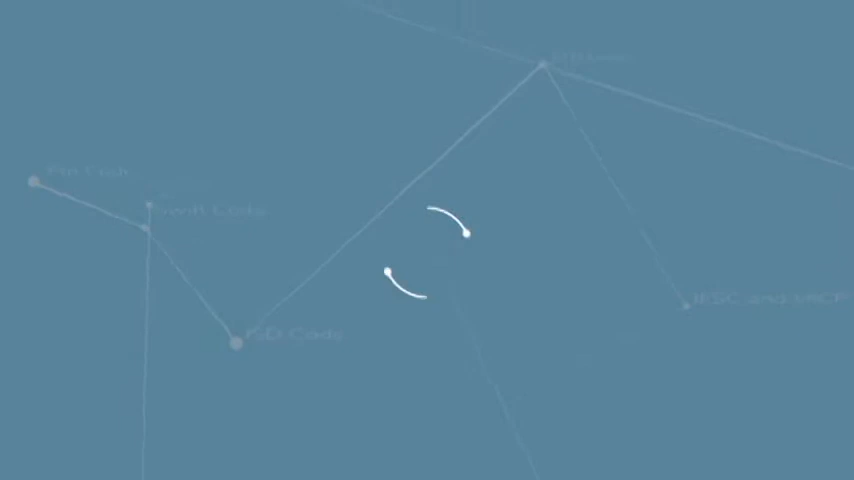 Pin Code
Swift Code
ISD Code
IFSC and MICR